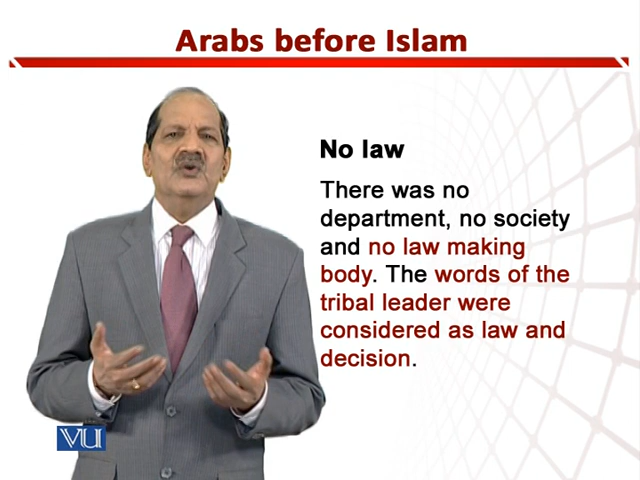 Arabs before Islam
No law
There was no
department, no society
and no law making
body. The words of the
tribal leader were
considered as law and
decision.
VU